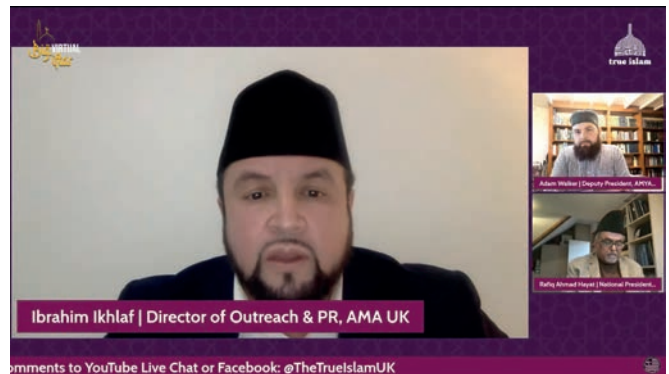 VIRTUAL
true islam
Adam Walker | Deputy President, AMYA...
Rafiq Ahmad Hayat | National President...
Ibrahim Ikhlaf | Director of Outreach & PR, AMA UK
omments to YouTube Live Chat or Facebook: @TheTrueIslamUK